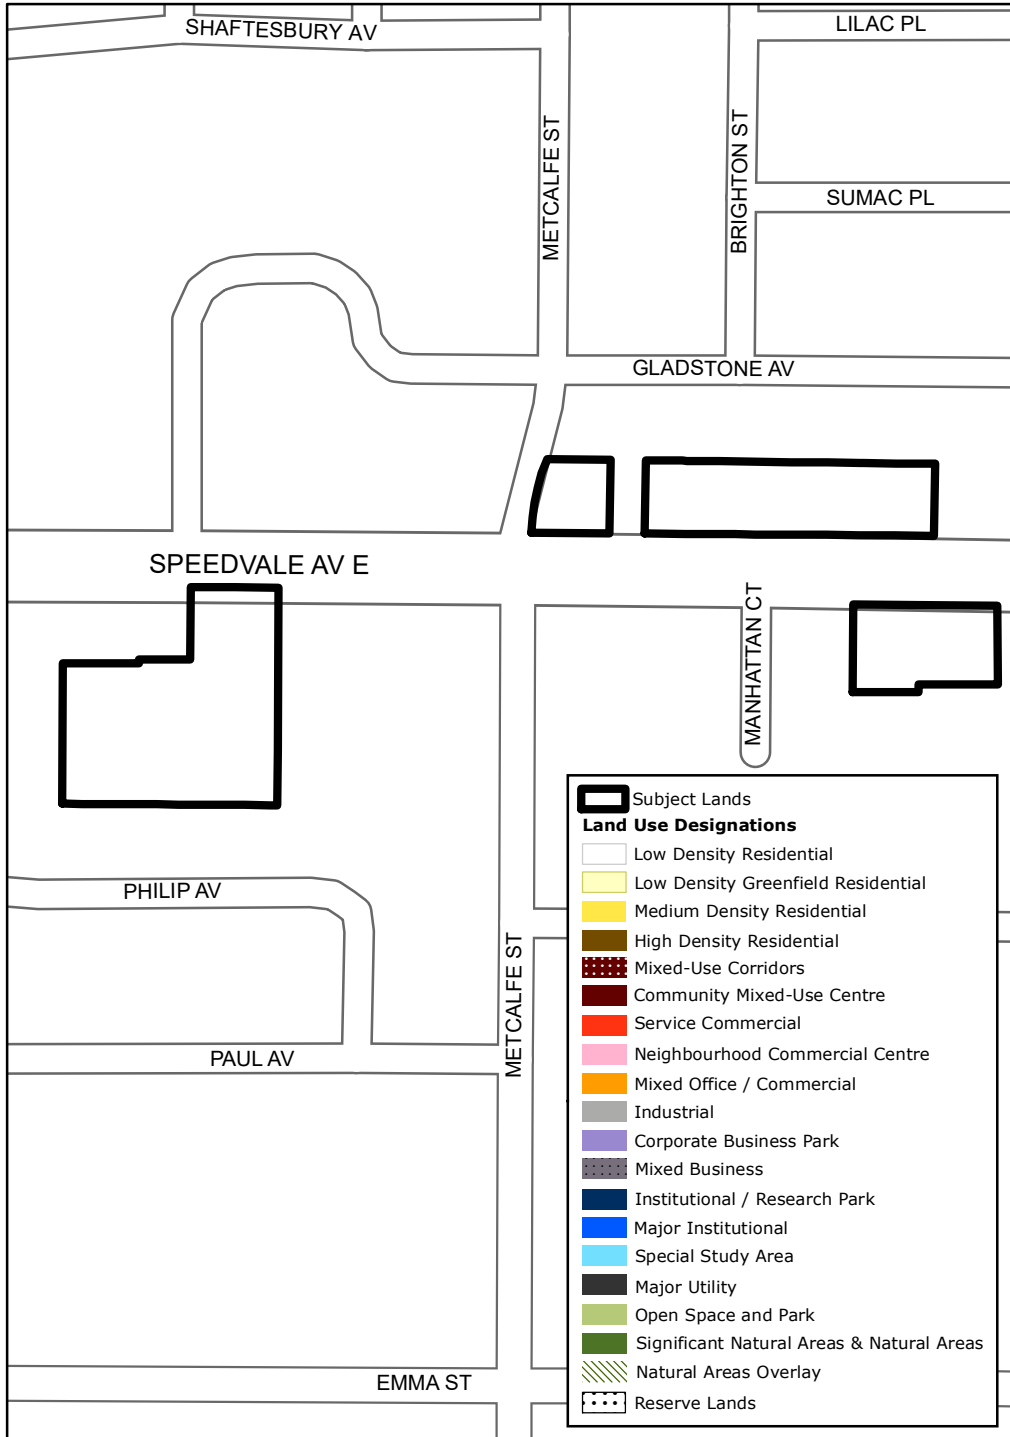 SHAFTESBURY AV
LILAC PL
METCALFE ST
BRIGHTON ST
SUMAC PL
GLADSTONE AV
SPEEDVALE AV E
MANHATTAN CT
PHILIP AV
METCALFE ST
PAUL AV
EMMA ST
Subject Lands
Land Use Designations
Low Density Residential
Low Density Greenfield Residential
Medium Density Residential
High Density Residential
Mixed-Use Corridors
Community Mixed-Use Centre
Service Commercial
Neighbourhood Commercial Centre
Mixed Office / Commercial
Industrial
Corporate Business Park
Mixed Business
Institutional / Research Park
Major Institutional
Special Study Area
Major Utility
Open Space and Park
Significant Natural Areas & Natural Areas
Natural Areas Overlay
Reserve Lands